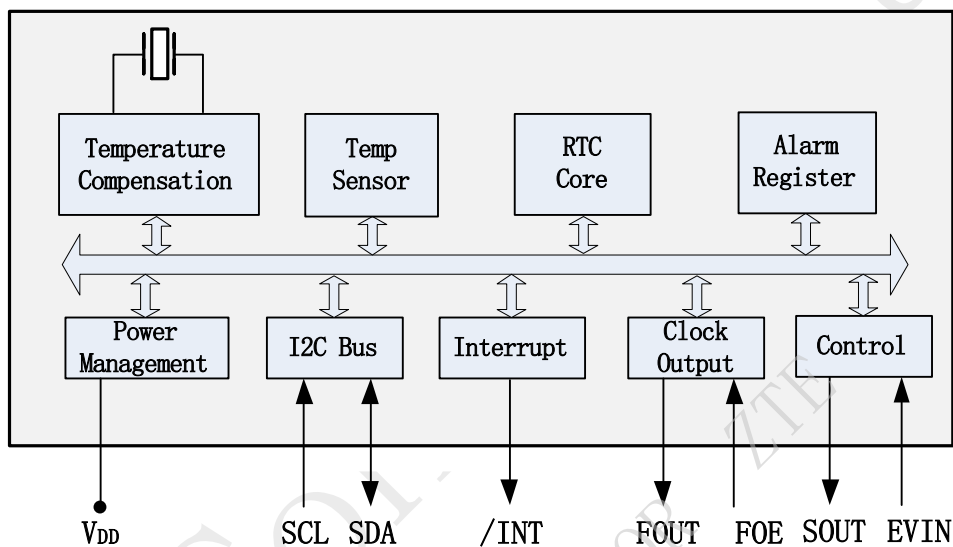 Temperature
Compensation
Temp
Sensor
RTC
Core
Alarm
Register
Power
Management
I2C Bus
Interrupt
Clock
Output
Control
VDD
SCL
SDA
/INT
FOUT
FOE
SOUT
EVIN
ZTE